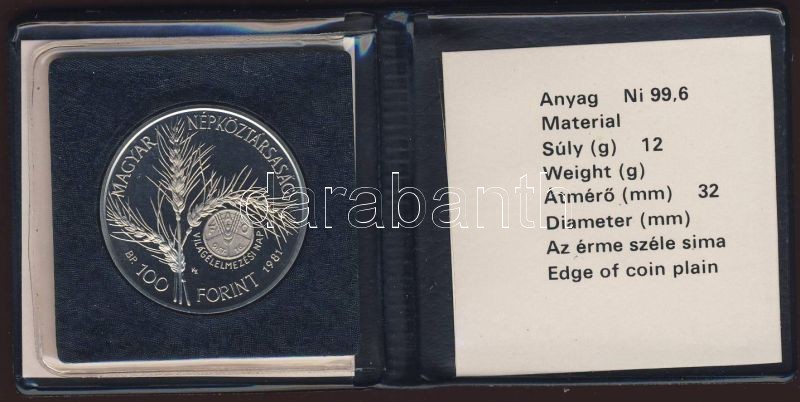 MAGYAR NÉPKÖZTÁRSASÁG
VILÁGÉLELMEZÉSI NAP
BP. 100 FORINT 1981
darabanth
Anyag Ni 99,6
Material
Súly (g) 12
Weight (g)
Átmérő (mm) 32
Diameter (mm)
Az érme széle sima
Edge of coin plain